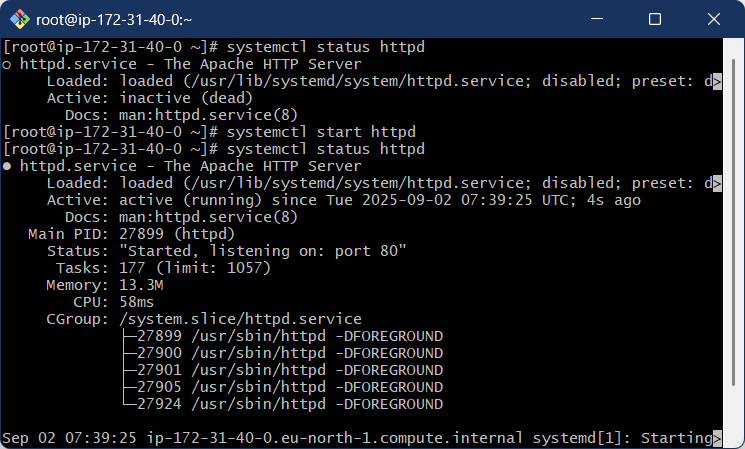 root@ip-172-31-40-0:~
[root@ip-172-31-40-0 ~]# systemctl status httpd
○ httpd.service - The Apache HTTP Server
     Loaded: loaded (/usr/lib/systemd/system/httpd.service; disabled; preset: d>
     Active: inactive (dead)
       Docs: man:httpd.service(8)
[root@ip-172-31-40-0 ~]# systemctl start httpd
[root@ip-172-31-40-0 ~]# systemctl status httpd
● httpd.service - The Apache HTTP Server
     Loaded: loaded (/usr/lib/systemd/system/httpd.service; disabled; preset: d>
     Active: active (running) since Tue 2025-09-02 07:39:25 UTC; 4s ago
       Docs: man:httpd.service(8)
   Main PID: 27899 (httpd)
     Status: "Started, listening on: port 80"
      Tasks: 177 (limit: 1057)
     Memory: 13.3M
        CPU: 58ms
     CGroup: /system.slice/httpd.service
             ├─27899 /usr/sbin/httpd -DFOREGROUND
             ├─27900 /usr/sbin/httpd -DFOREGROUND
             ├─27901 /usr/sbin/httpd -DFOREGROUND
             ├─27905 /usr/sbin/httpd -DFOREGROUND
             └─27924 /usr/sbin/httpd -DFOREGROUND

Sep 02 07:39:25 ip-172-31-40-0.eu-north-1.compute.internal systemd[1]: Starting>